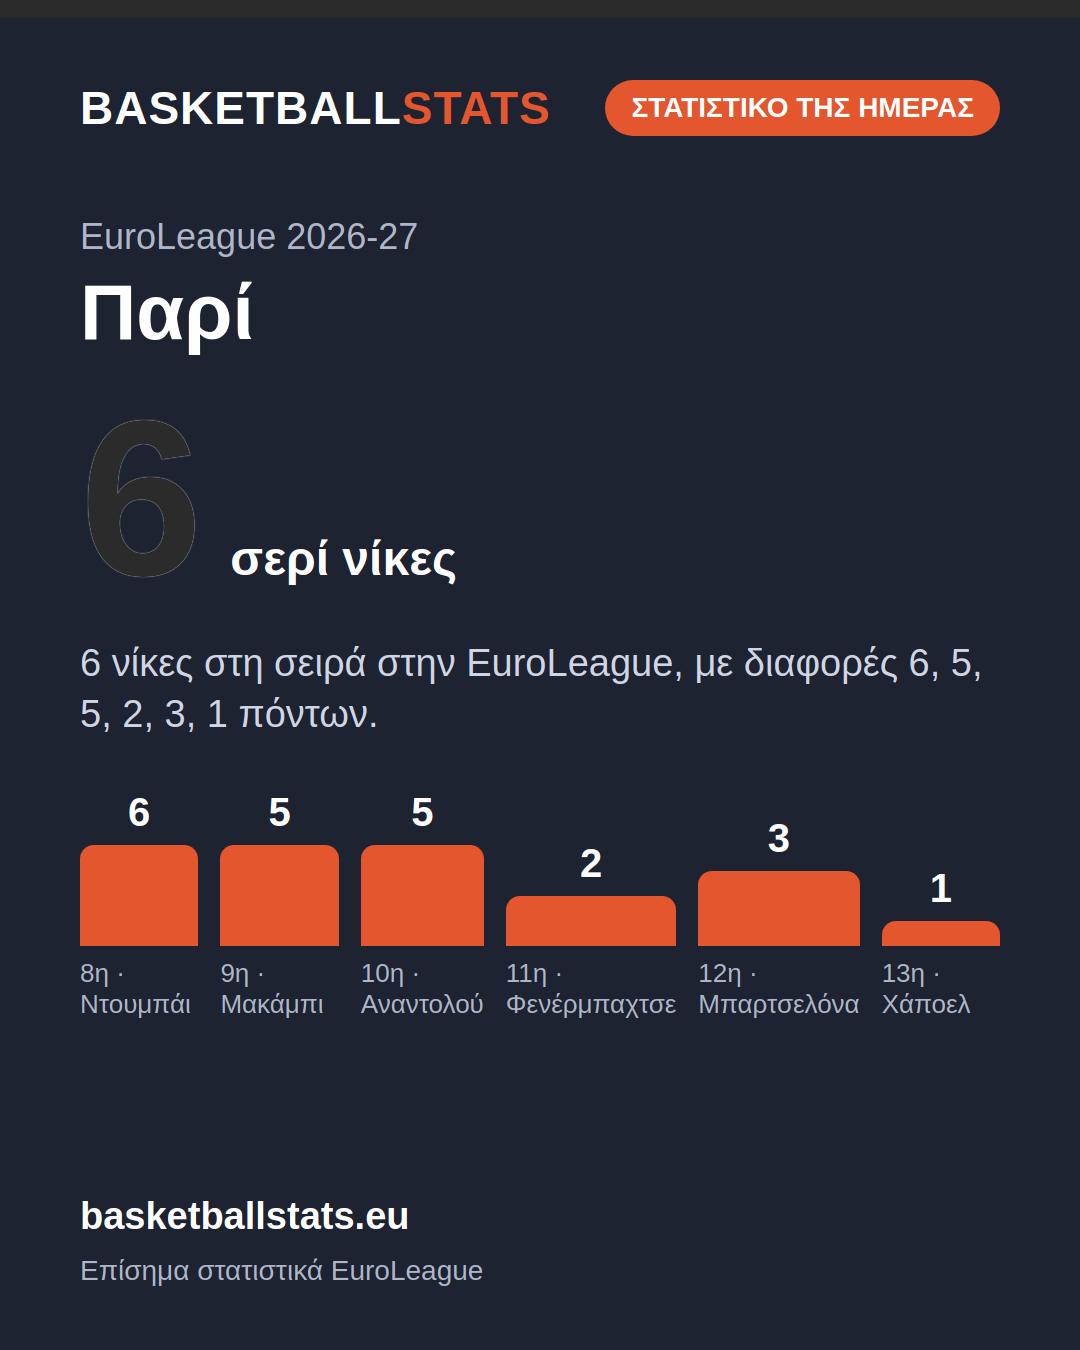 BASKETBALLSTATS
ΣΤΑΤΙΣΤΙΚΟ ΤΗΣ ΗΜΕΡΑΣ
EuroLeague 2026-27
Παρί
6 σερί νίκες
6 νίκες στη σειρά στην EuroLeague, με διαφορές 6, 5,
5, 2, 3, 1 πόντων.
6
5
5
2
3
1
8η ·
Ντουμπάι
9η ·
Μακάμπι
10η ·
Αναντολού
11η ·
Φενέρμπαχτσε
12η ·
Μπαρτσελόνα
13η ·
Χάποελ
basketballstats.eu
Επίσημα στατιστικά EuroLeague